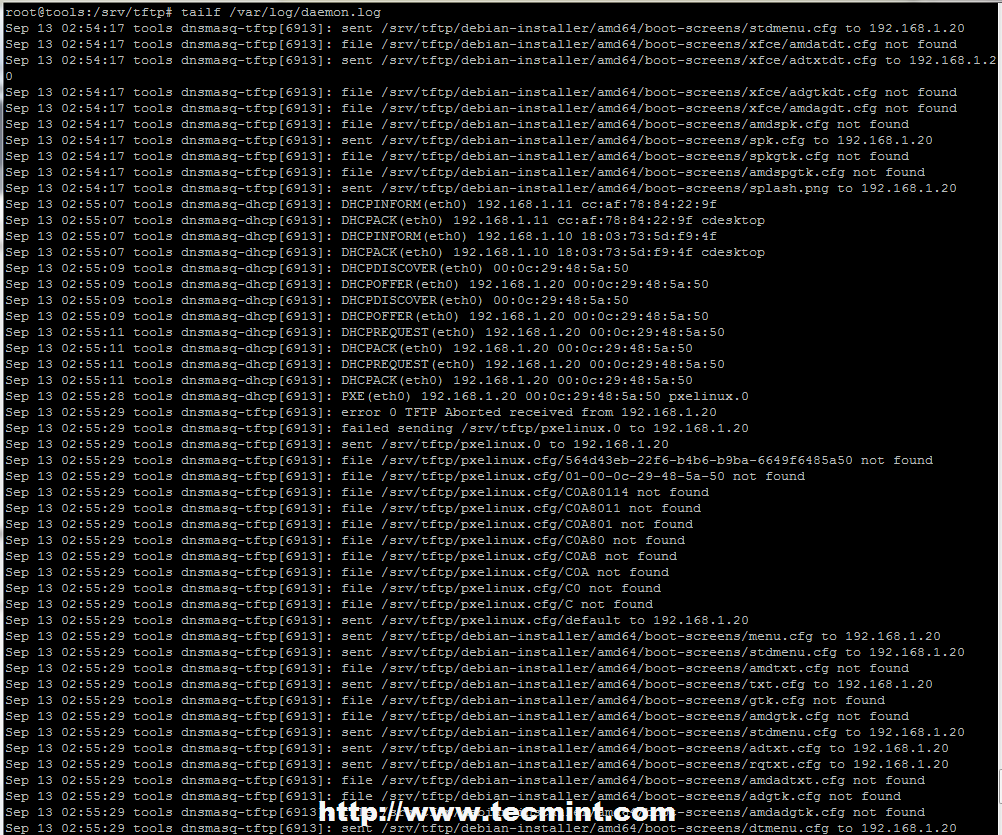 root@tools:/srv/tftp# tailf /var/log/daemon.log
Sep 13 02:54:17 tools dnsmasq-tftp[6913]: sent /srv/tftp/debian-installer/amd64/boot-screens/stdmenu.cfg to 192.168.1.20
Sep 13 02:54:17 tools dnsmasq-tftp[6913]: file /srv/tftp/debian-installer/amd64/boot-screens/xfce/amdatdt.cfg not found
Sep 13 02:54:17 tools dnsmasq-tftp[6913]: sent /srv/tftp/debian-installer/amd64/boot-screens/xfce/adtxtdt.cfg to 192.168.1.2
0
Sep 13 02:54:17 tools dnsmasq-tftp[6913]: file /srv/tftp/debian-installer/amd64/boot-screens/xfce/adgtkdt.cfg not found
Sep 13 02:54:17 tools dnsmasq-tftp[6913]: file /srv/tftp/debian-installer/amd64/boot-screens/xfce/amdagdt.cfg not found
Sep 13 02:54:17 tools dnsmasq-tftp[6913]: file /srv/tftp/debian-installer/amd64/boot-screens/amdspk.cfg not found
Sep 13 02:54:17 tools dnsmasq-tftp[6913]: sent /srv/tftp/debian-installer/amd64/boot-screens/spk.cfg to 192.168.1.20
Sep 13 02:54:17 tools dnsmasq-tftp[6913]: file /srv/tftp/debian-installer/amd64/boot-screens/spkgtk.cfg not found
Sep 13 02:54:17 tools dnsmasq-tftp[6913]: file /srv/tftp/debian-installer/amd64/boot-screens/amdspgtk.cfg not found
Sep 13 02:54:17 tools dnsmasq-tftp[6913]: sent /srv/tftp/debian-installer/amd64/boot-screens/splash.png to 192.168.1.20
Sep 13 02:55:07 tools dnsmasq-dhcp[6913]: DHCPINFORM(eth0) 192.168.1.11 cc:af:78:84:22:9f
Sep 13 02:55:07 tools dnsmasq-dhcp[6913]: DHCPACK(eth0) 192.168.1.11 cc:af:78:84:22:9f cdesktop
Sep 13 02:55:07 tools dnsmasq-dhcp[6913]: DHCPINFORM(eth0) 192.168.1.10 18:03:73:5d:f9:4f
Sep 13 02:55:07 tools dnsmasq-dhcp[6913]: DHCPACK(eth0) 192.168.1.10 18:03:73:5d:f9:4f cdesktop
Sep 13 02:55:09 tools dnsmasq-dhcp[6913]: DHCPDISCOVER(eth0) 00:0c:29:48:5a:50
Sep 13 02:55:09 tools dnsmasq-dhcp[6913]: DHCPOFFER(eth0) 192.168.1.20 00:0c:29:48:5a:50
Sep 13 02:55:09 tools dnsmasq-dhcp[6913]: DHCPDISCOVER(eth0) 00:0c:29:48:5a:50
Sep 13 02:55:09 tools dnsmasq-dhcp[6913]: DHCPOFFER(eth0) 192.168.1.20 00:0c:29:48:5a:50
Sep 13 02:55:11 tools dnsmasq-dhcp[6913]: DHCPREQUEST(eth0) 192.168.1.20 00:0c:29:48:5a:50
Sep 13 02:55:11 tools dnsmasq-dhcp[6913]: DHCPACK(eth0) 192.168.1.20 00:0c:29:48:5a:50
Sep 13 02:55:11 tools dnsmasq-dhcp[6913]: DHCPREQUEST(eth0) 192.168.1.20 00:0c:29:48:5a:50
Sep 13 02:55:11 tools dnsmasq-dhcp[6913]: DHCPACK(eth0) 192.168.1.20 00:0c:29:48:5a:50
Sep 13 02:55:28 tools dnsmasq-dhcp[6913]: PXE(eth0) 192.168.1.20 00:0c:29:48:5a:50 pxelinux.0
Sep 13 02:55:29 tools dnsmasq-tftp[6913]: error 0 TFTP Aborted received from 192.168.1.20
Sep 13 02:55:29 tools dnsmasq-tftp[6913]: failed sending /srv/tftp/pxelinux.0 to 192.168.1.20
Sep 13 02:55:29 tools dnsmasq-tftp[6913]: sent /srv/tftp/pxelinux.0 to 192.168.1.20
Sep 13 02:55:29 tools dnsmasq-tftp[6913]: file /srv/tftp/pxelinux.cfg/564d43eb-22f6-b4b6-b9ba-6649f6485a50 not found
Sep 13 02:55:29 tools dnsmasq-tftp[6913]: file /srv/tftp/pxelinux.cfg/01-00-0c-29-48-5a-50 not found
Sep 13 02:55:29 tools dnsmasq-tftp[6913]: file /srv/tftp/pxelinux.cfg/C0A80114 not found
Sep 13 02:55:29 tools dnsmasq-tftp[6913]: file /srv/tftp/pxelinux.cfg/C0A8011 not found
Sep 13 02:55:29 tools dnsmasq-tftp[6913]: file /srv/tftp/pxelinux.cfg/C0A801 not found
Sep 13 02:55:29 tools dnsmasq-tftp[6913]: file /srv/tftp/pxelinux.cfg/C0A80 not found
Sep 13 02:55:29 tools dnsmasq-tftp[6913]: file /srv/tftp/pxelinux.cfg/C0A8 not found
Sep 13 02:55:29 tools dnsmasq-tftp[6913]: file /srv/tftp/pxelinux.cfg/C0A not found
Sep 13 02:55:29 tools dnsmasq-tftp[6913]: file /srv/tftp/pxelinux.cfg/C0 not found
Sep 13 02:55:29 tools dnsmasq-tftp[6913]: file /srv/tftp/pxelinux.cfg/C not found
Sep 13 02:55:29 tools dnsmasq-tftp[6913]: sent /srv/tftp/pxelinux.cfg/default to 192.168.1.20
Sep 13 02:55:29 tools dnsmasq-tftp[6913]: sent /srv/tftp/debian-installer/amd64/boot-screens/menu.cfg to 192.168.1.20
Sep 13 02:55:29 tools dnsmasq-tftp[6913]: sent /srv/tftp/debian-installer/amd64/boot-screens/stdmenu.cfg to 192.168.1.20
Sep 13 02:55:29 tools dnsmasq-tftp[6913]: file /srv/tftp/debian-installer/amd64/boot-screens/amdtxt.cfg not found
Sep 13 02:55:29 tools dnsmasq-tftp[6913]: sent /srv/tftp/debian-installer/amd64/boot-screens/txt.cfg to 192.168.1.20
Sep 13 02:55:29 tools dnsmasq-tftp[6913]: file /srv/tftp/debian-installer/amd64/boot-screens/gtk.cfg not found
Sep 13 02:55:29 tools dnsmasq-tftp[6913]: file /srv/tftp/debian-installer/amd64/boot-screens/amdgtk.cfg not found
Sep 13 02:55:29 tools dnsmasq-tftp[6913]: sent /srv/tftp/debian-installer/amd64/boot-screens/stdmenu.cfg to 192.168.1.20
Sep 13 02:55:29 tools dnsmasq-tftp[6913]: sent /srv/tftp/debian-installer/amd64/boot-screens/adtxt.cfg to 192.168.1.20
Sep 13 02:55:29 tools dnsmasq-tftp[6913]: sent /srv/tftp/debian-installer/amd64/boot-screens/rqtxt.cfg to 192.168.1.20
Sep 13 02:55:29 tools dnsmasq-tftp[6913]: file /srv/tftp/debian-installer/amd64/boot-screens/amdadtxt.cfg not found
Sep 13 02:55:29 tools dnsmasq-tftp[6913]: file /srv/tftp/debian-installer/amd64/boot-screens/adgtk.cfg not found
Sep 13 02:55:29 tools dnsmasq-tftp[6913]: file /srv/tftp/debian-installer/amd64/boot-screens/amdadgtk.cfg not found
Sep 13 02:55:29 tools dnsmasq-tftp[6913]: sent /srv/tftp/debian-installer/amd64/boot-screens/dtmenu.cfg to 192.168.1.20
http://www.tecmint.com